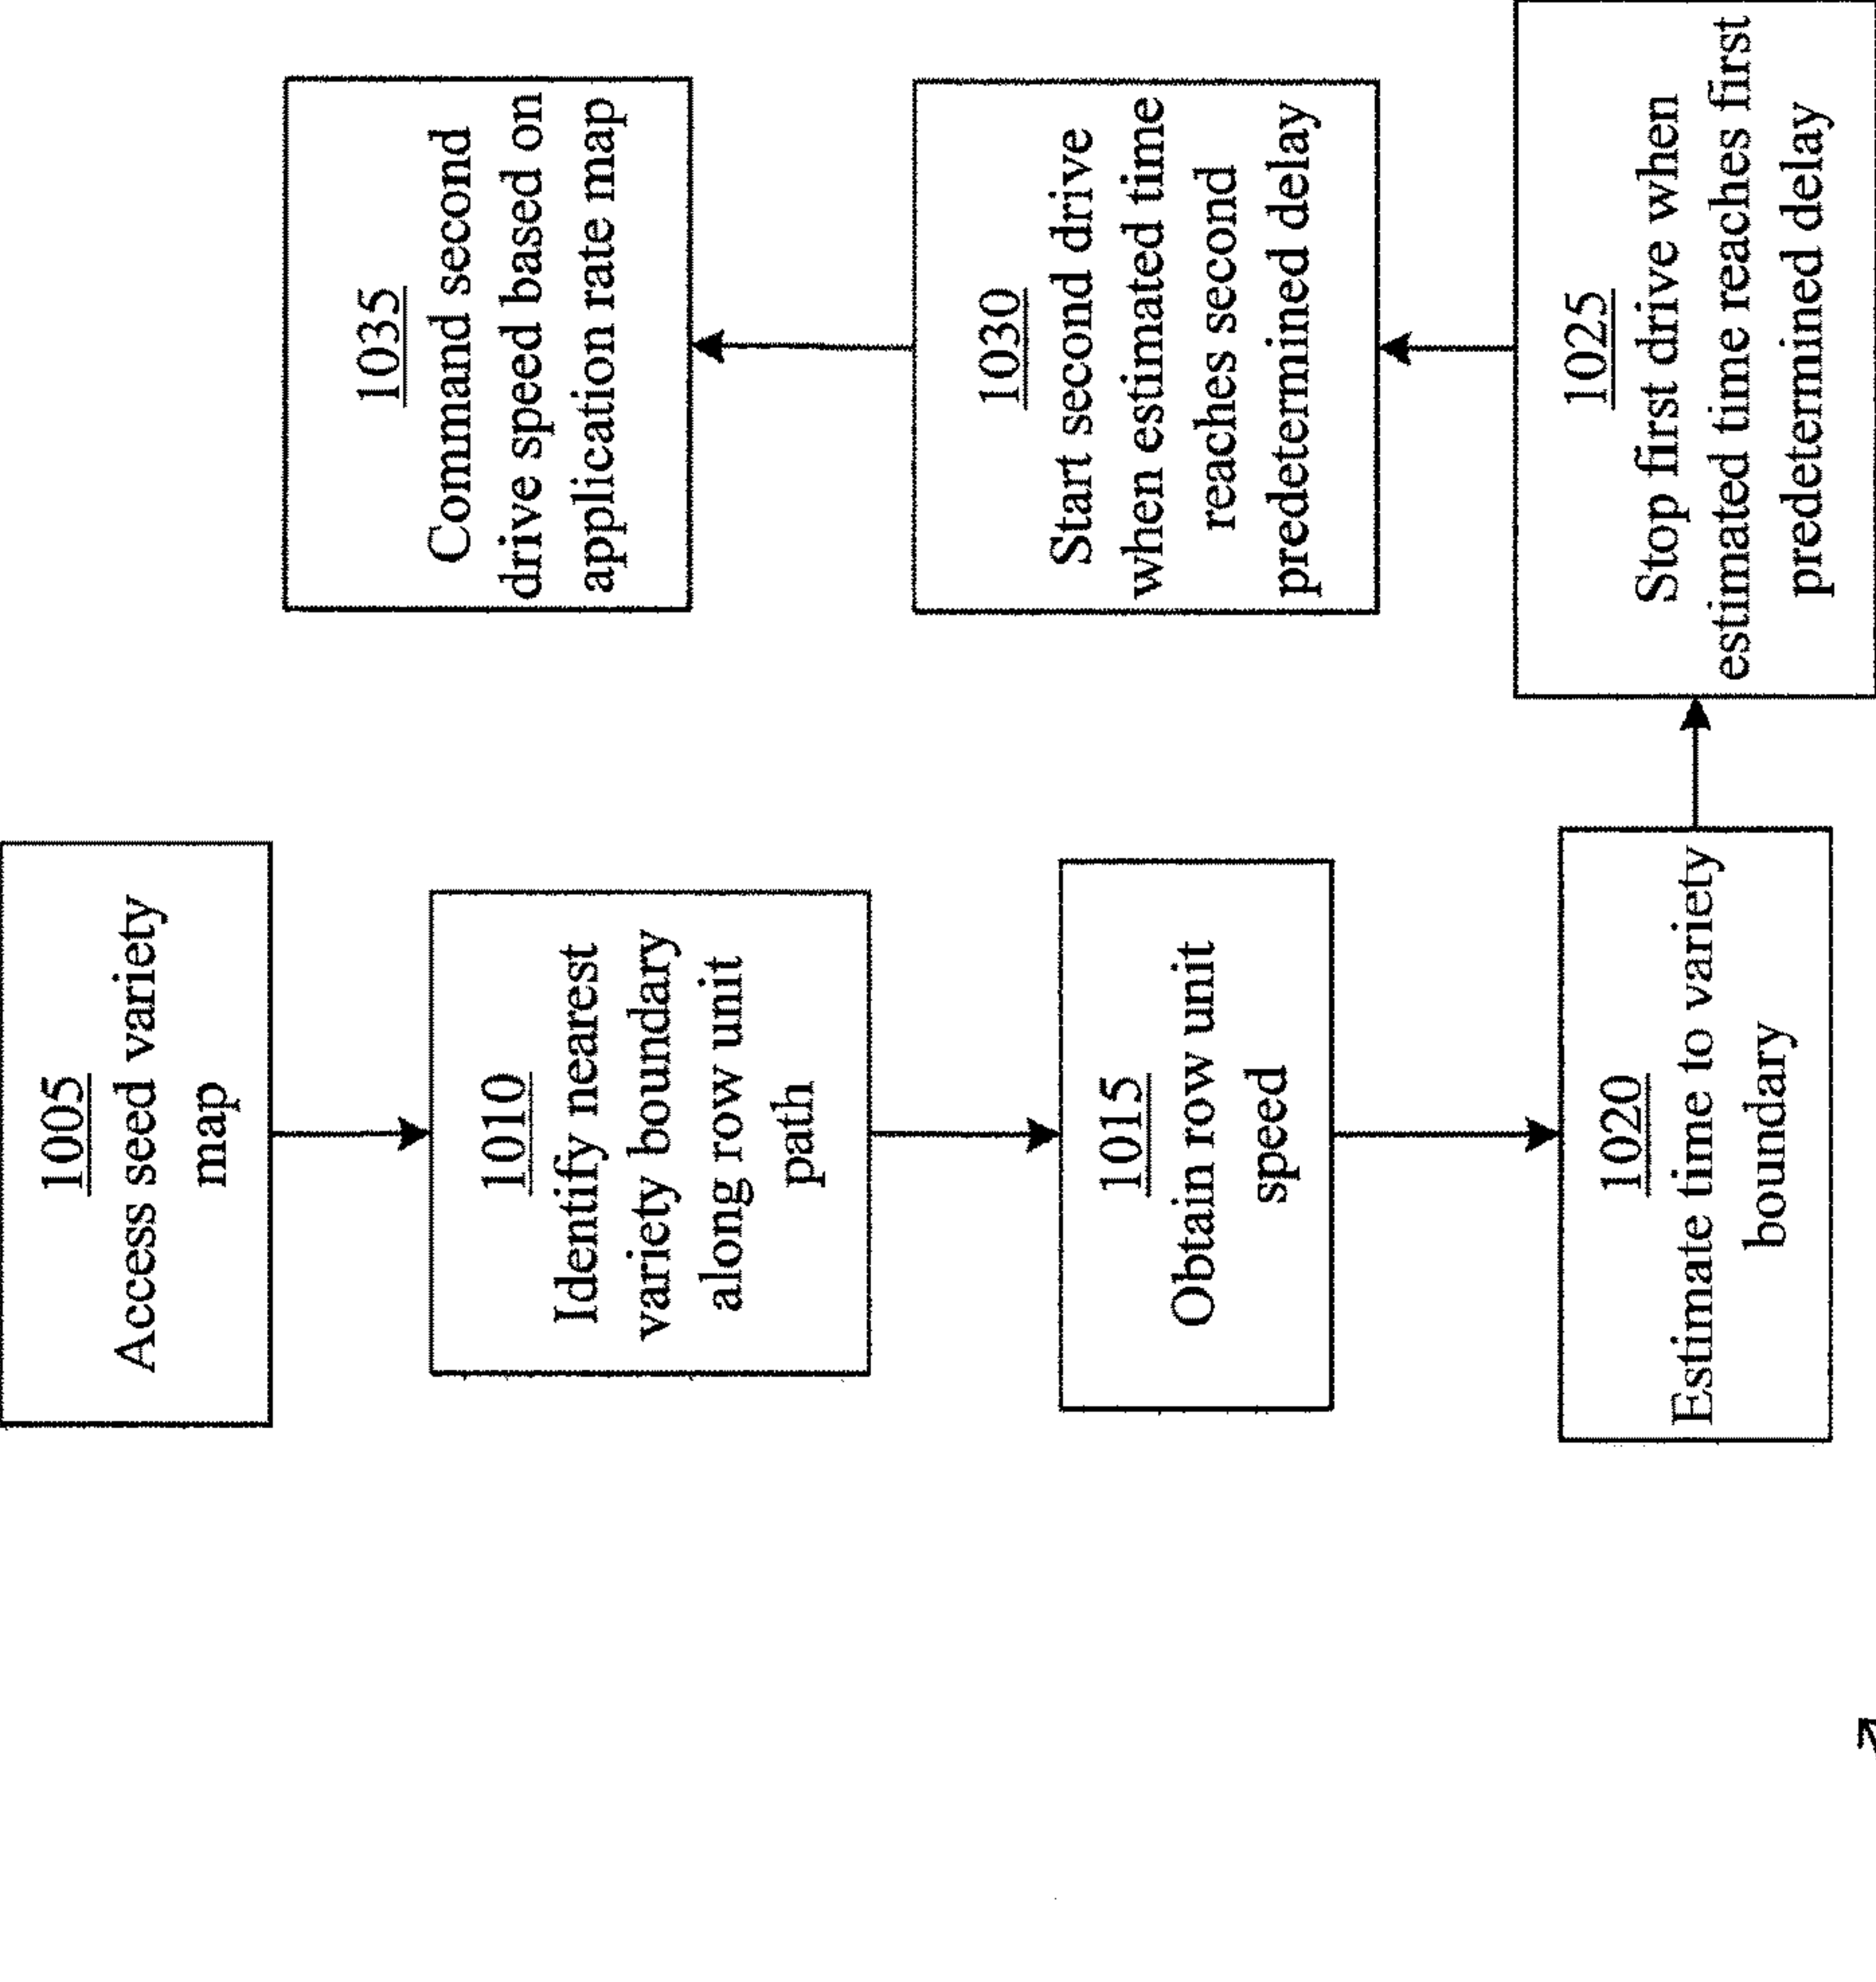 1005
Access seed variety
map
1010
Identify nearest
variety boundary
along row unit
path
1015
Obtain row unit
speed
1020
Estimate time to variety
boundary
1025
Stop first drive when
estimated time reaches first
predetermined delay
1030
Start second drive
when estimated time
reaches second
predetermined delay
1035
Command second
drive speed based on
application rate map